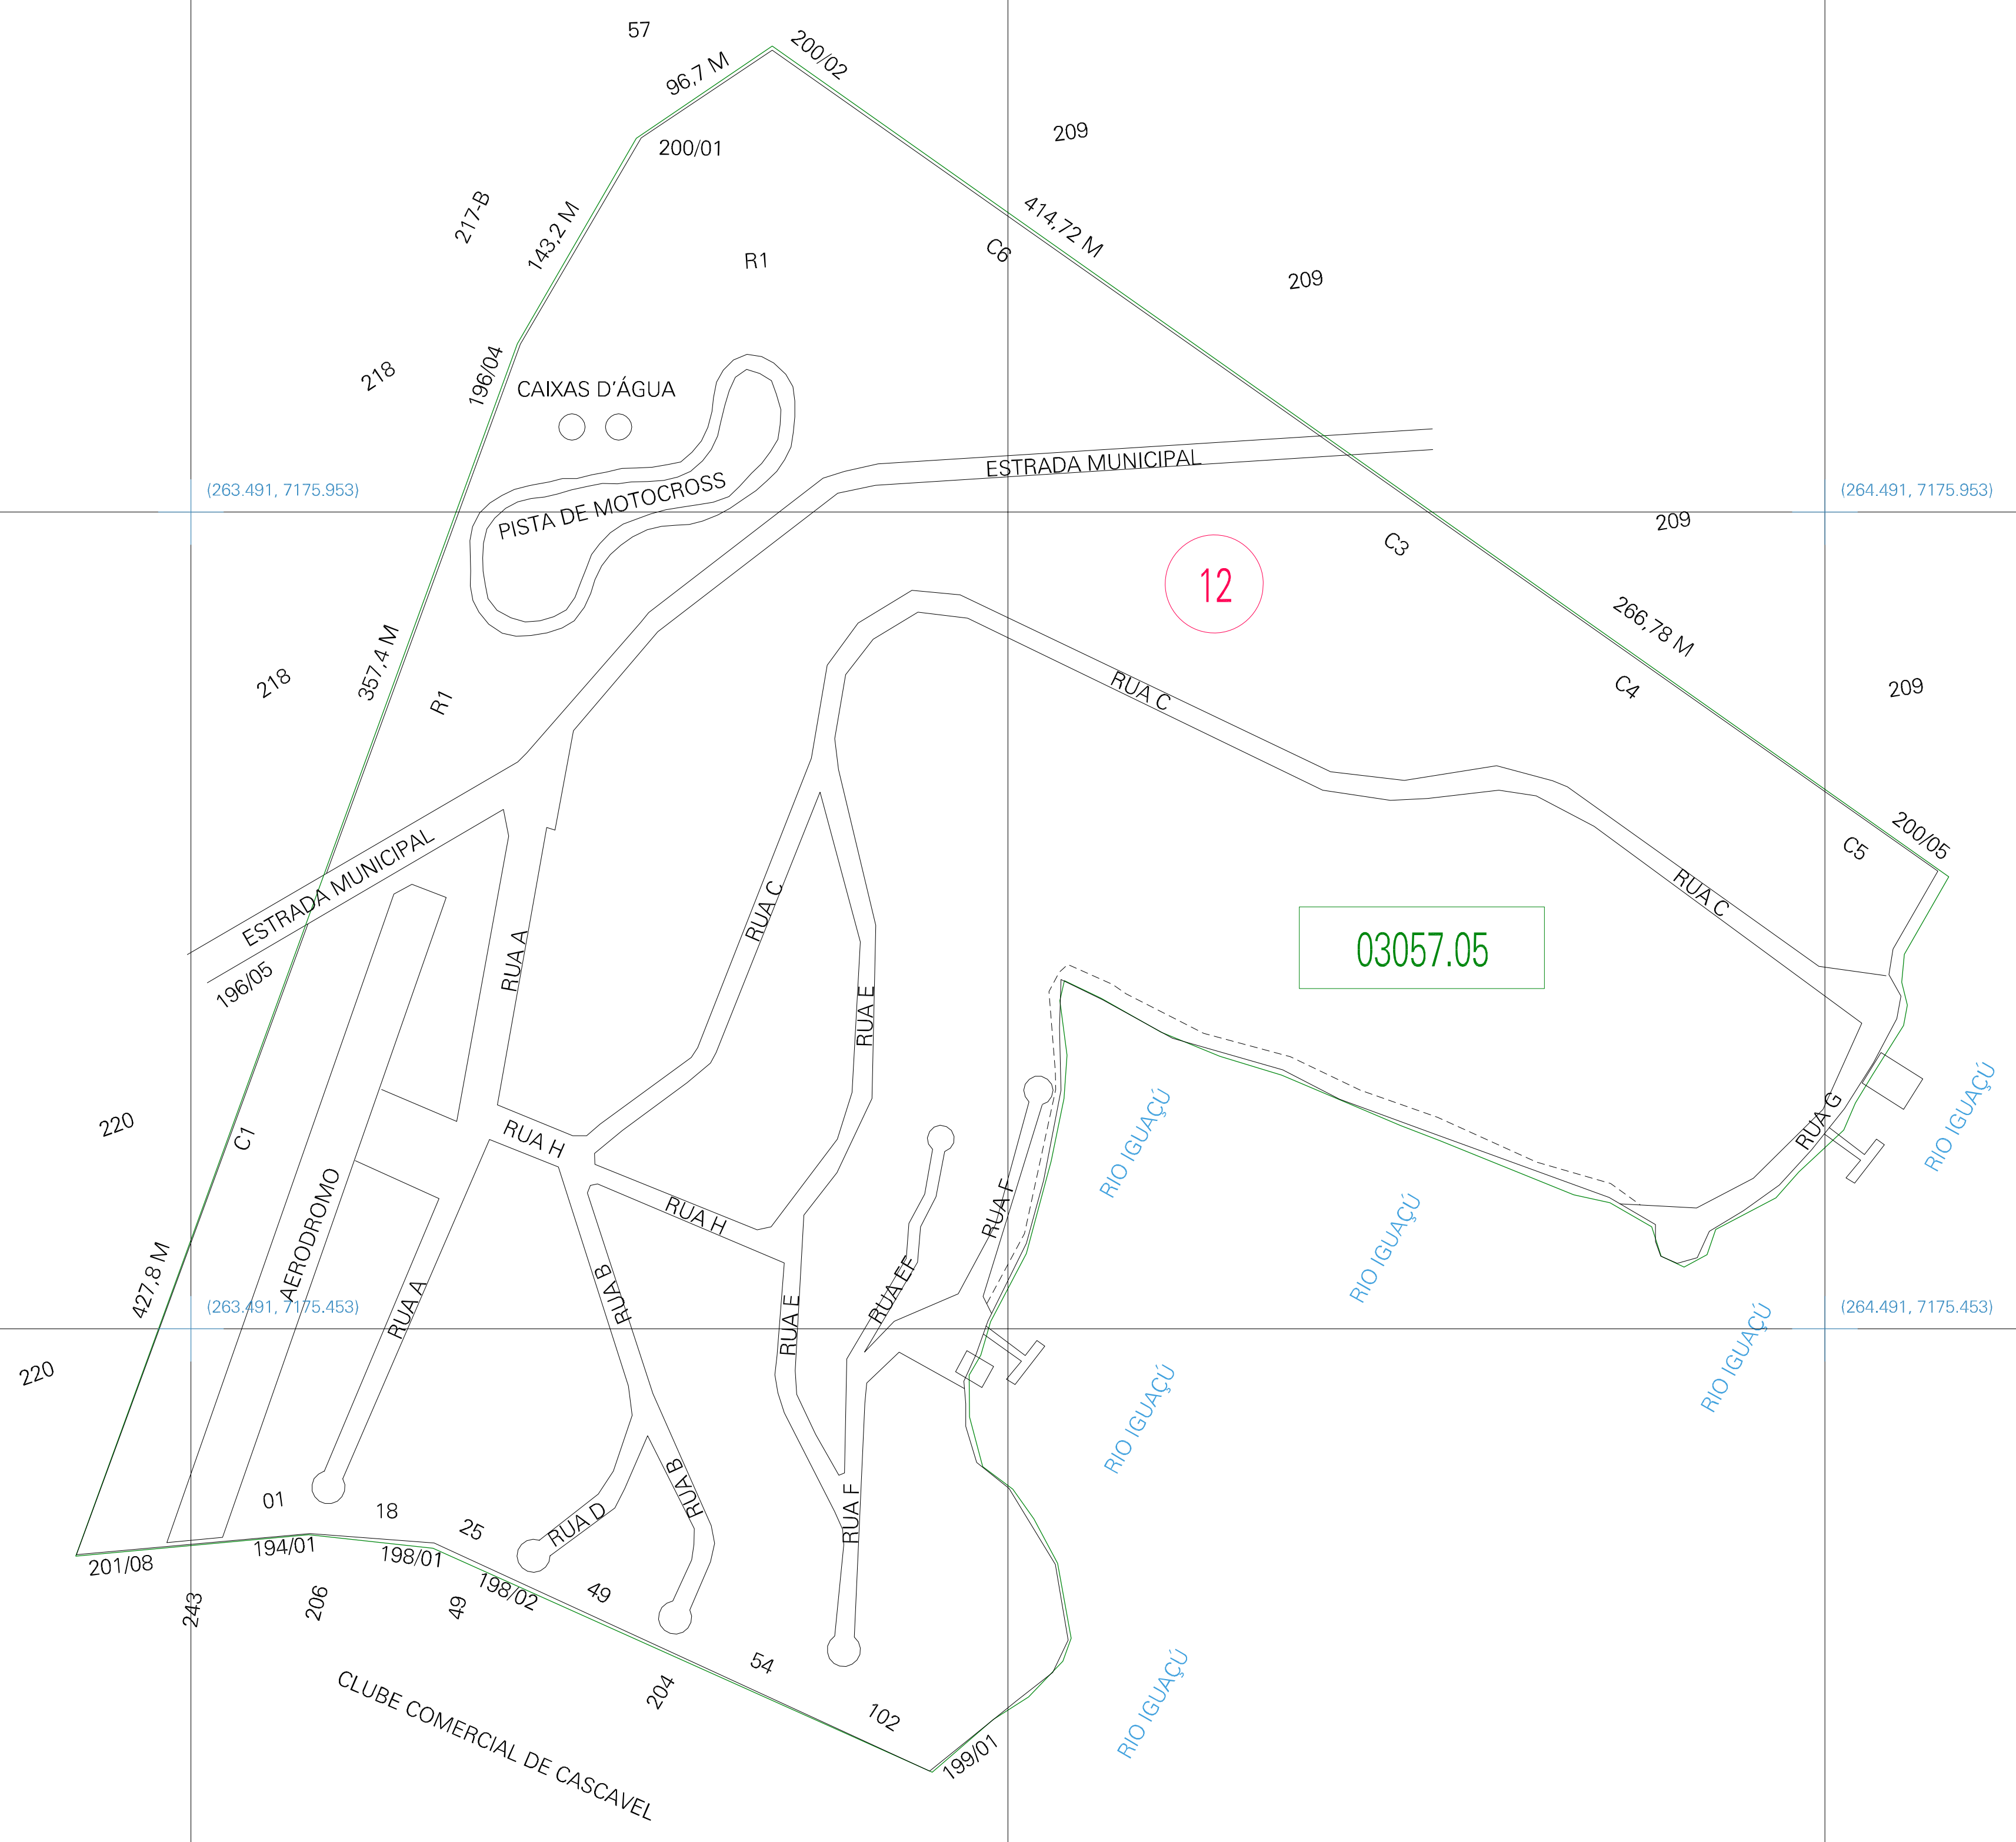 57
200/02
96,7 M
209
200/01
217-B
143,2 M
414,72 M
C6
R1
209
218
196/04
CAIXAS D'ÁGUA
ESTRADA MUNICIPAL
PISTA DE MOTOCROSS
(263.491, 7175.953)
(264.491, 7175.953)
209
C3
12
266,78 M
357,4 M
218
R1
RUA C
C4
209
200/05
C5
ESTRADA MUNICIPAL
RUA C
RUA C
03057.05
RUA A
196/05
RUA E
220
C1
RUA H
RUA G
RIO IGUAÇÚ
RIO IGUAÇÚ
AERODROMO
RUA H
RUA F
RIO IGUAÇÚ
427,8 M
RUA B
RUA EF
RUA A
(263.491, 7175.453)
(264.491, 7175.453)
RUA E
RIO IGUAÇÚ
220
RIO IGUAÇÚ
01
18
25
RUA D
RUA B
RUA F
201/08
194/01
198/01
198/02
49
243
206
49
54
204
102
RIO IGUAÇÚ
199/01
CLUBE COMERCIAL DE CASCAVEL